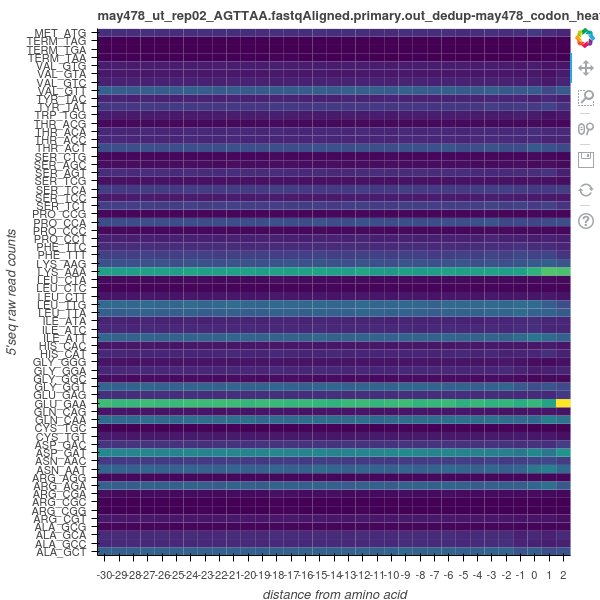 may478_ut_rep02_AGTTAA.fastqAligned.primary.out_dedup-may478_codon_hea
MET_ATG
TERM_TAG
TERM_TGA
TERM_TAA
VAL_GTG
VAL_GTA
VAL_GTC
VAL_GTT
TYR_TAC
TYR_TAT
TRP_TGG
THR_ACG
THR_ACA
THR_ACC
THR_ACT
SER_CTG
SER_AGC
SER_AGT
SER_TCG
SER_TCA
SER_TCC
SER_TCT
PRO_CCG
PRO_CCA
PRO_CCC
PRO_CCT
PHE_TTC
PHE_TTT
LYS_AAG
LYS_AAA
LEU_CTA
LEU_CTC
LEU_CTT
LEU_TTG
LEU_TTA
ILE_ATA
ILE_ATC
ILE_ATT
HIS_CAC
HIS_CAT
GLY_GGG
GLY_GGA
GLY_GGC
GLY_GGT
GLU_GAG
GLU_GAA
GLN_CAG
GLN_CAA
CYS_TGC
CYS_TGT
ASP_GAC
ASP_GAT
ASN_AAC
ASN_AAT
ARG_AGG
ARG_AGA
ARG_CGA
ARG_CGC
ARG_CGG
ARG_CGT
ALA_GCG
ALA_GCA
ALA_GCC
ALA_GCT
5'seq raw read counts
-30 -29 -28 -27 -26 -25 -24 -23 -22 -21 -20 -19 -18 -17 -16 -15 -14 -13 -12 -11 -10 -9 -8 -7 -6 -5 -4 -3 -2 -1 0 1 2
distance from amino acid